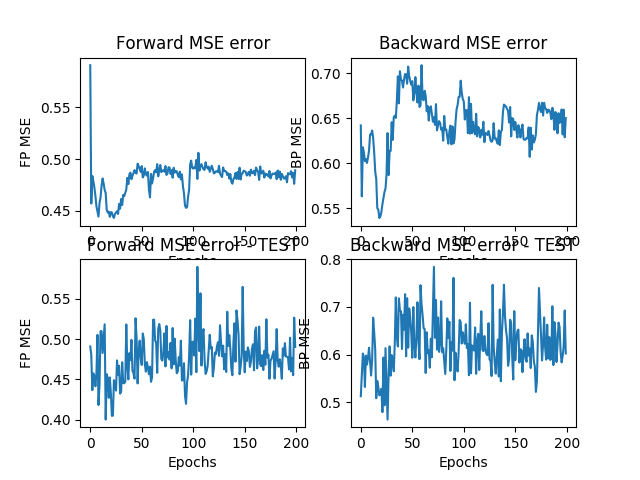 Forward MSE error
Backward MSE error
FP MSE
0.55
0.50
0.45
0 50 100 150 200
Epochs
BP MSE
0.70
0.65
0.60
0.55
0 50 100 150 200
Epochs
Forward MSE error - TEST
Backward MSE error - TEST
FP MSE
0.55
0.50
0.45
0.40
0 50 100 150 200
Epochs
BP MSE
0.8
0.7
0.6
0.5
0 50 100 150 200
Epochs